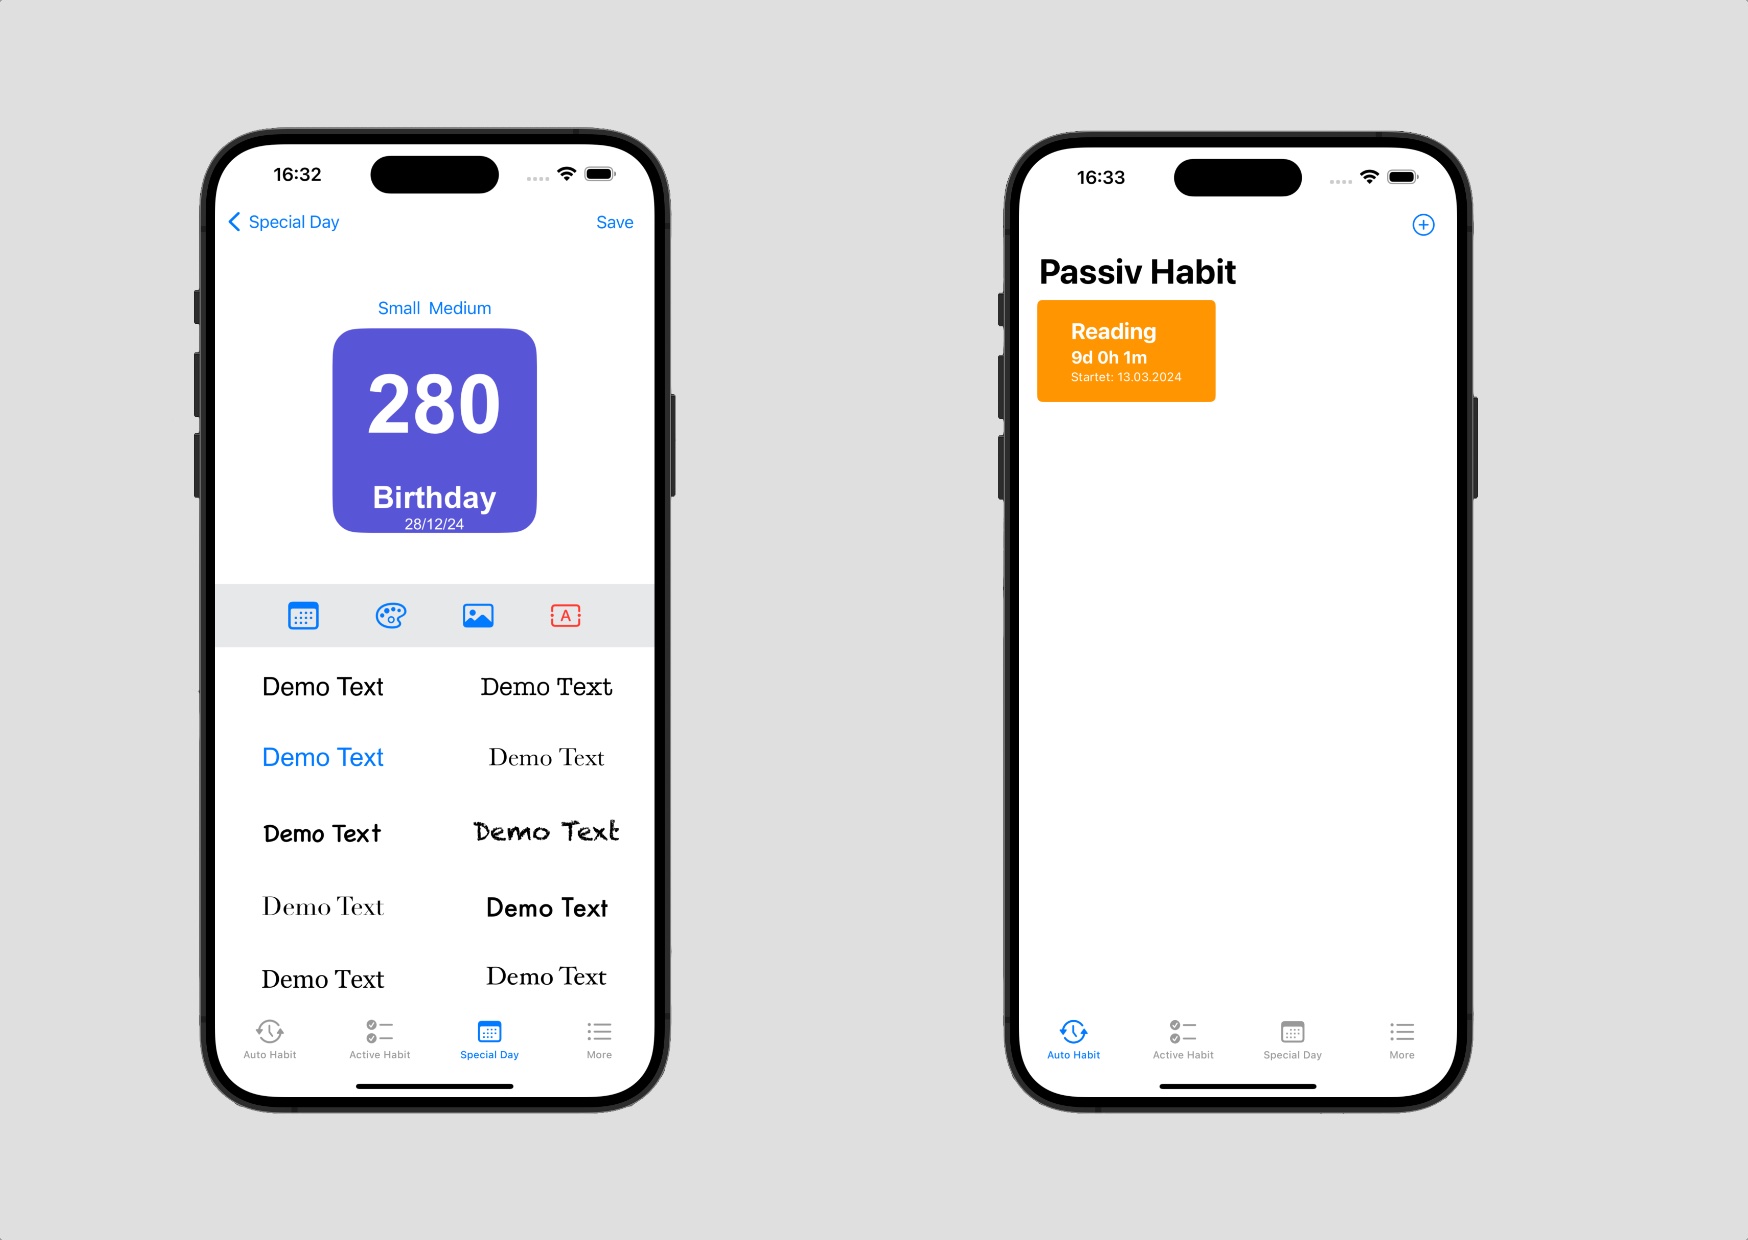 16:32
Special Day
Save
Small Medium
280
Birthday
28/12/24
A
Demo Text
Demo Text
Demo Text
Demo Text
Demo Text
Demo Text
Demo Text
Demo Text
Demo Text
Demo Text
Auto Habit
Active Habit
Special Day
More
16:33
Passiv Habit
Reading
9d 0h 1m
Startet: 13.03.2024
Auto Habit
Active Habit
Special Day
More